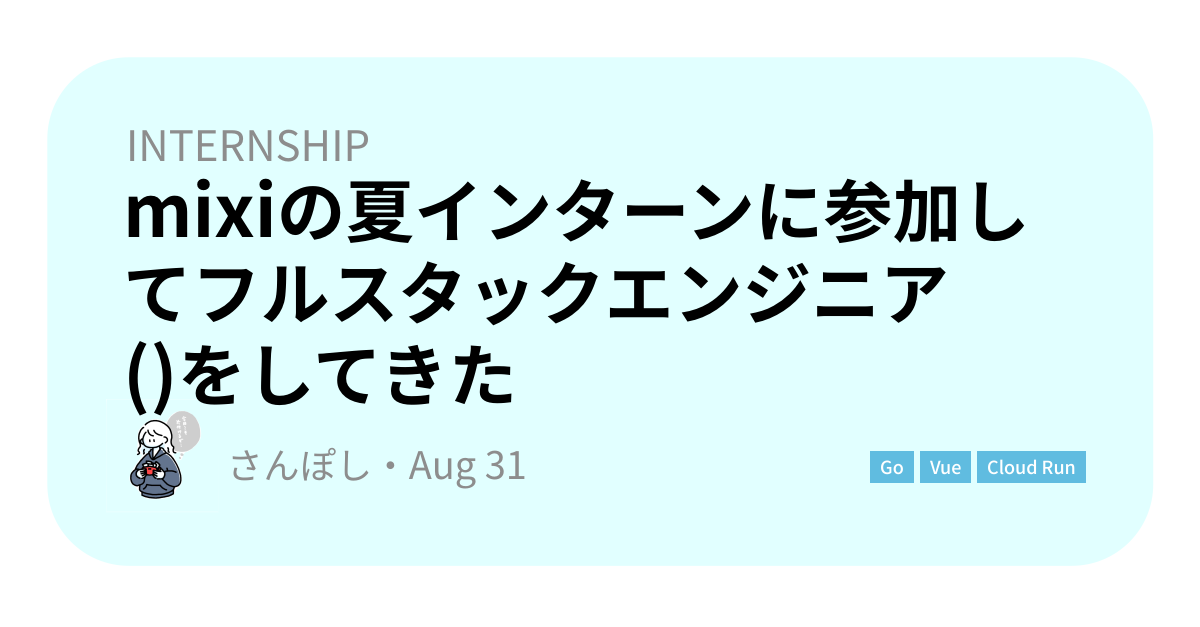 INTERNSHIP
mixiの夏インターンに参加し
てフルスタックエンジニア
()をしてきた
さんぽし・Aug 31
Go
Vue
Cloud Run